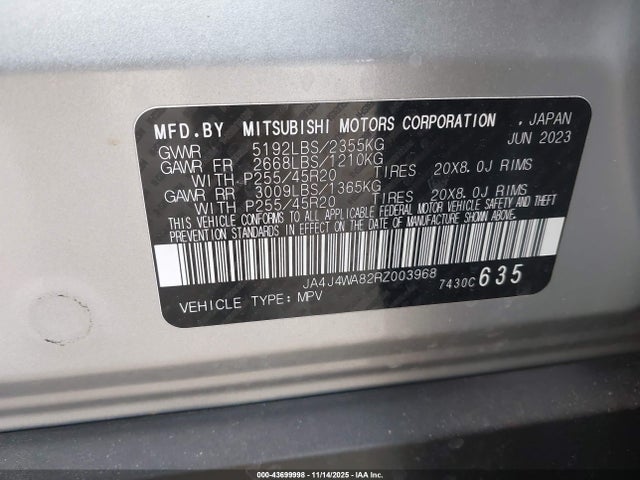 MFD.BY MITSUBISHI MOTORS CORPORATION , JAPAN
GVWR 5192LBS/2355KG JUN 2023
GAWR FR 2668LBS/1210KG
WITH P255/45R20 TIRES 20X8.0J RIMS
GAWR RR 3009LBS/1365KG
WITH P255/45R20 TIRES 20X8.0J RIMS
THIS VEHICLE CONFORMS TO ALL APPLICABLE FEDERAL MOTOR VEHICLE SAFETY AND THEFT
PREVENTION STANDARDS IN EFFECT ON THE DATE OF MANUFACTURE SHOWN ABOVE.
JA4J4WA82RZ003968 7430C 635
VEHICLE TYPE: MPV
000-43699998 - 11/14/2025 - IAA Inc.